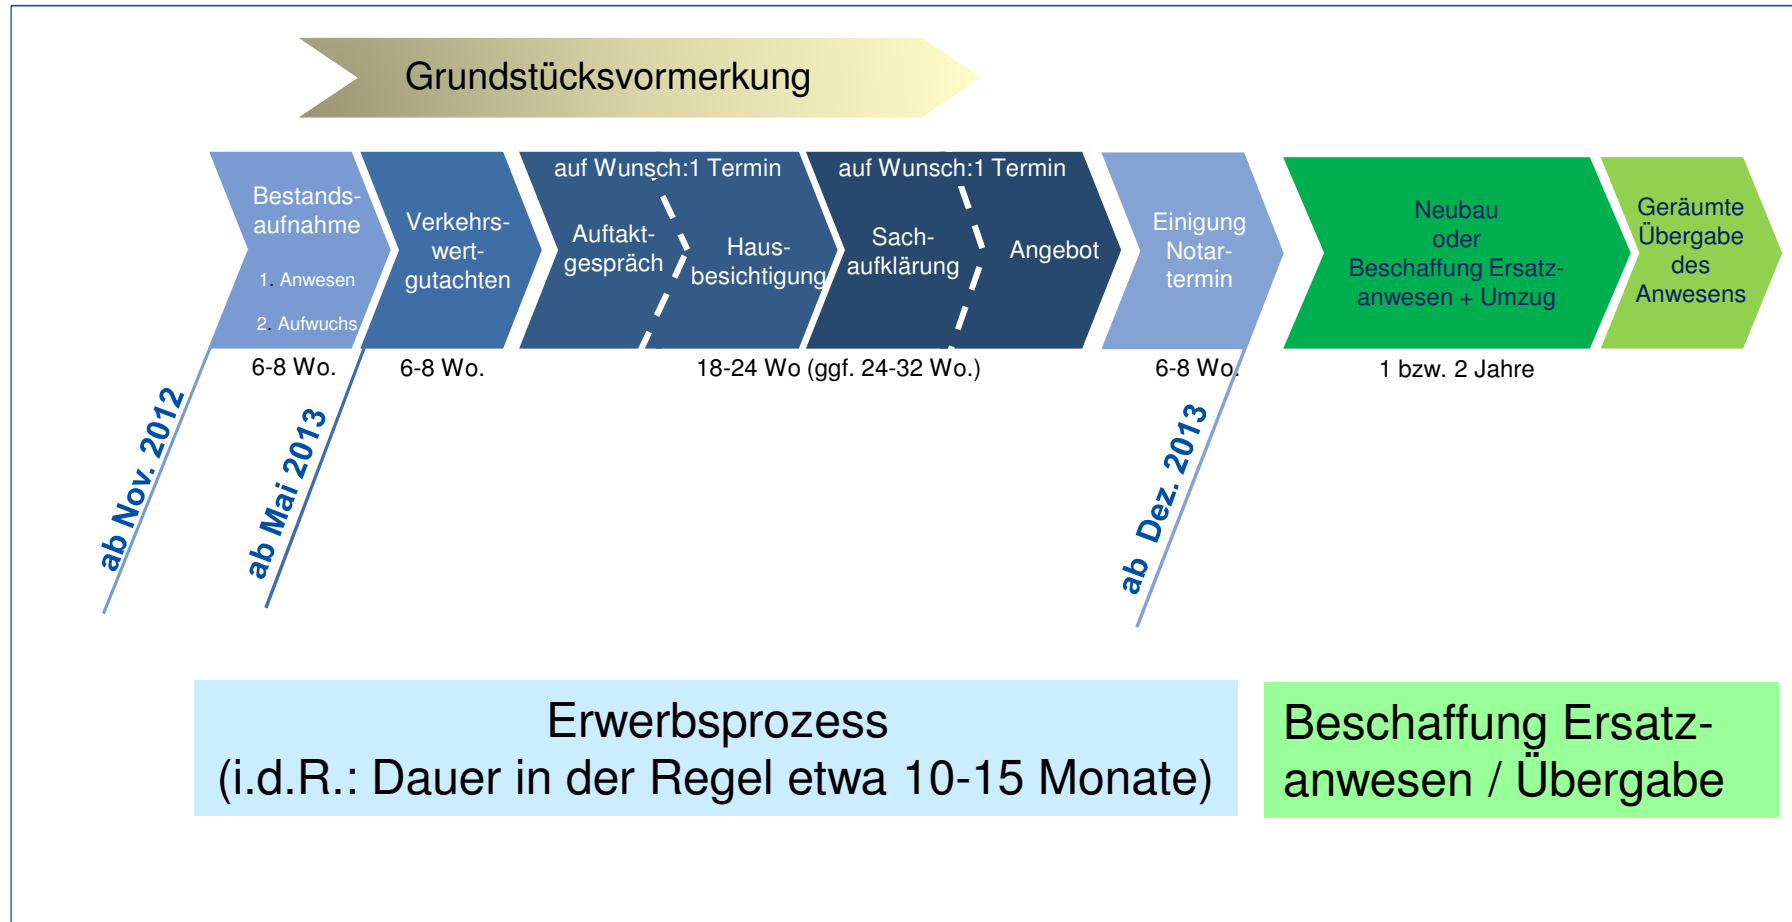 Grundstücksvormerkung
Bestands-
aufnahme
1. Anwesen
2. Aufwuchs
Verkehrs-
wert-
gutachten
auf Wunsch:1 Termin
Auftakt-
gespräch
Haus-
besichtigung
auf Wunsch:1 Termin
Sach-
aufklärung
Angebot
Einigung
Notar-
termin
Neubau
oder
Beschaffung Ersatz-
anwesen + Umzug
Geräumte
Übergabe
des
Anwesens
6-8 Wo.
6-8 Wo.
18-24 Wo (ggf. 24-32 Wo.)
6-8 Wo.
1 bzw. 2 Jahre
ab Nov. 2012
ab Mai 2013
ab Dez. 2013
Erwerbsprozess
(i.d.R.: Dauer in der Regel etwa 10-15 Monate)
Beschaffung Ersatz-
anwesen / Übergabe